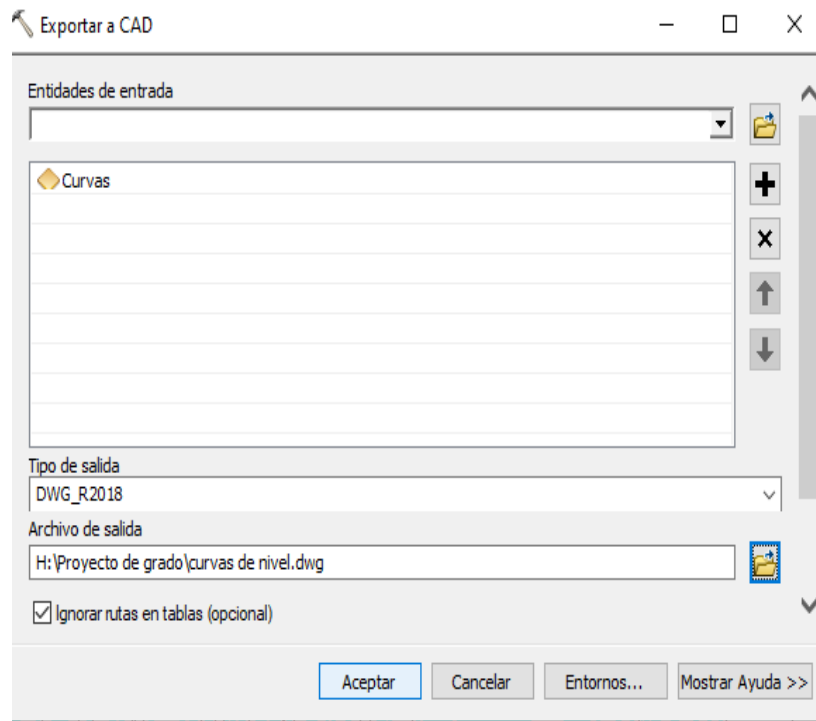 Exportar a CAD
Entidades de entrada
Curvas
Tipo de salida
DWG_R2018
Archivo de salida
H:\Proyecto de grado\curvas de nivel.dwg
Ignorar rutas en tablas (opcional)
Aceptar Cancelar Entornos... Mostrar Ayuda >>